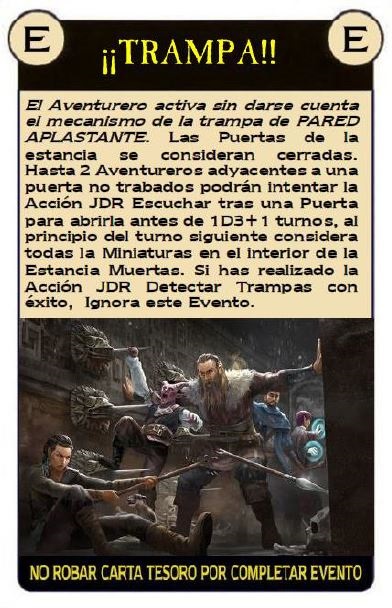 E
E
¡¡TRAMPA!!
El Aventurero activa sin darse cuenta
el mecanismo de la trampa de PARED
APLASTANTE. Las Puertas de la
estancia se consideran cerradas.
Hasta 2 Aventureros adyacentes a una
puerta no trabados podrán intentar la
Acción JDR Escuchar tras una Puerta
para abrirla antes de 1D3+1 turnos, al
principio del turno siguiente considera
todas la Miniaturas en el interior de la
Estancia Muertas. Si has realizado la
Acción JDR Detectar Trampas con
éxito, Ignora este Evento.
NO ROBAR CARTA TESORO POR COMPLETAR EVENTO